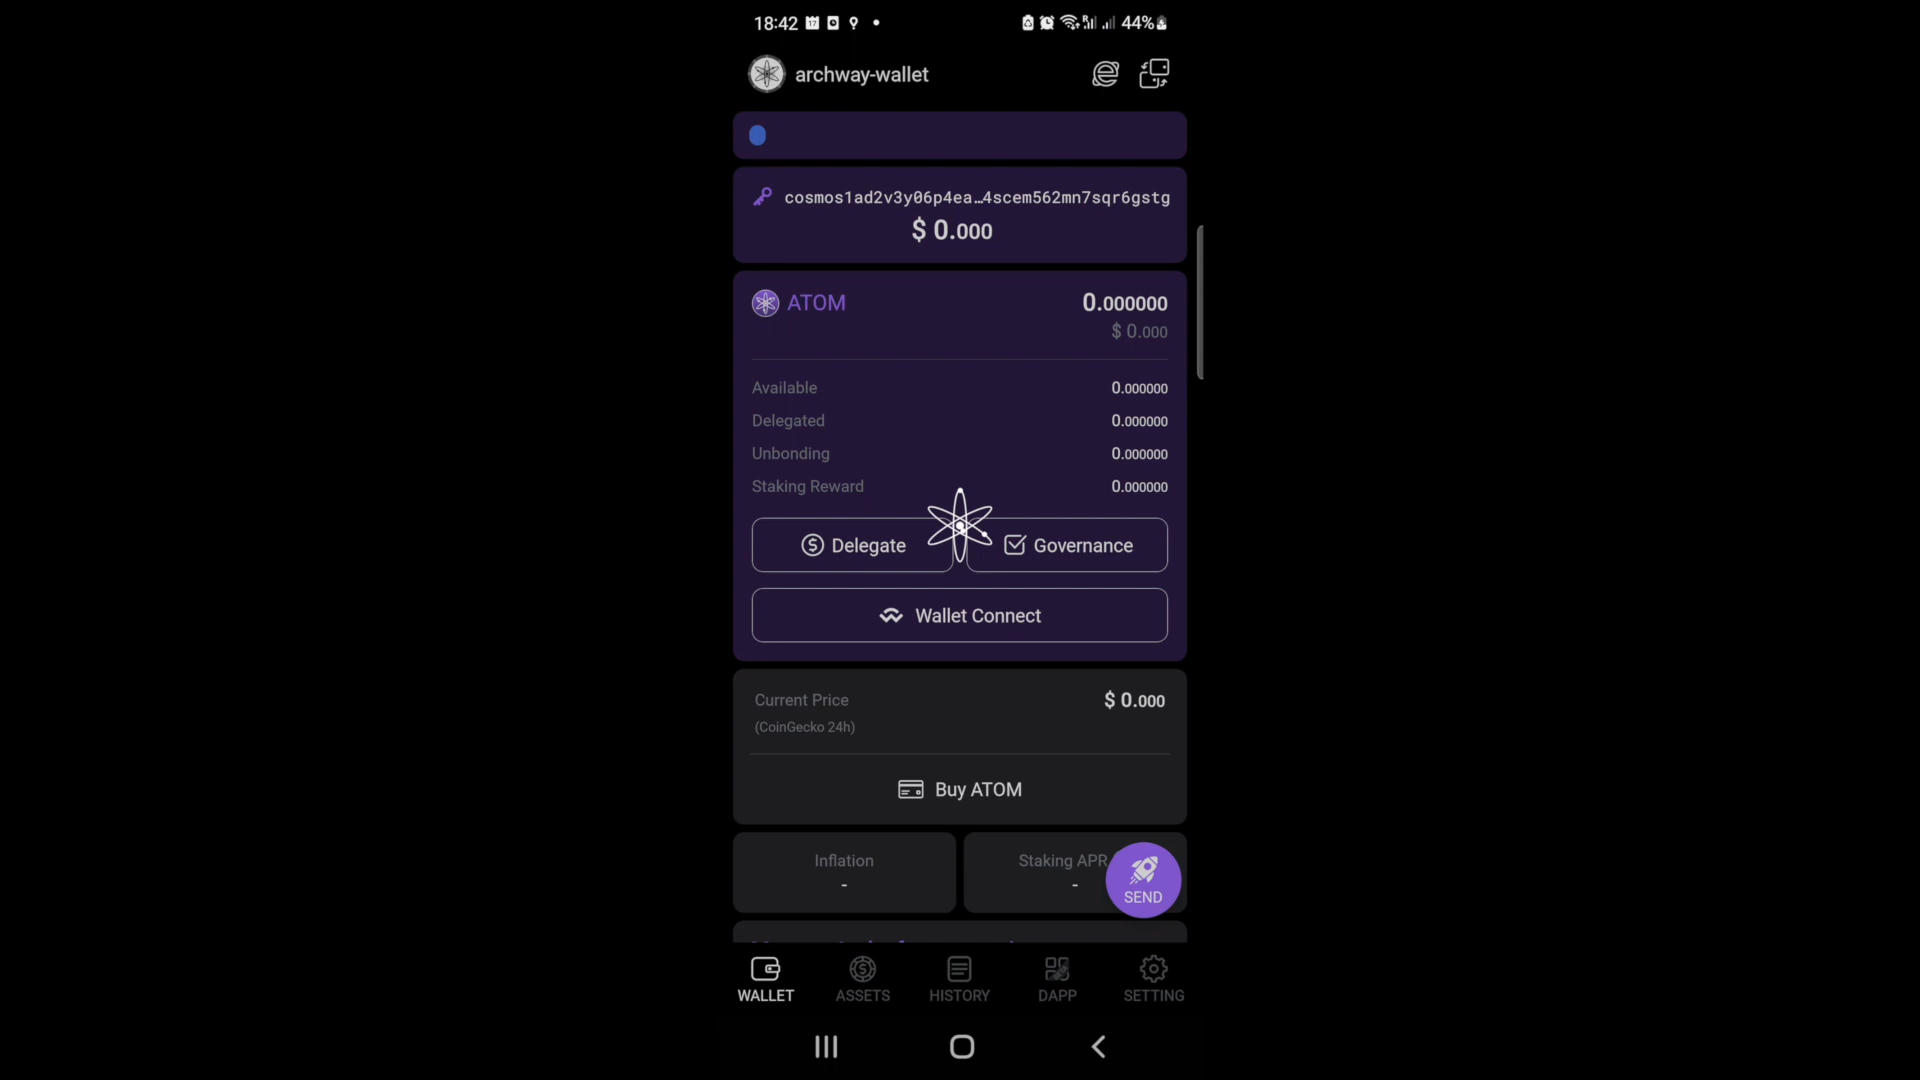 18:42
44%
archway-wallet
cosmos1ad2v3y06p4ea…4scem562mn7sqr6gstg
$ 0.000
ATOM 0.000000
$ 0.000
Available 0.000000
Delegated 0.000000
Unbonding 0.000000
Staking Reward 0.000000
Delegate Governance
Wallet Connect
Current Price $ 0.000
(CoinGecko 24h)
Buy ATOM
Inflation Staking APR
- -
SEND
WALLET ASSETS HISTORY DAPP SETTING